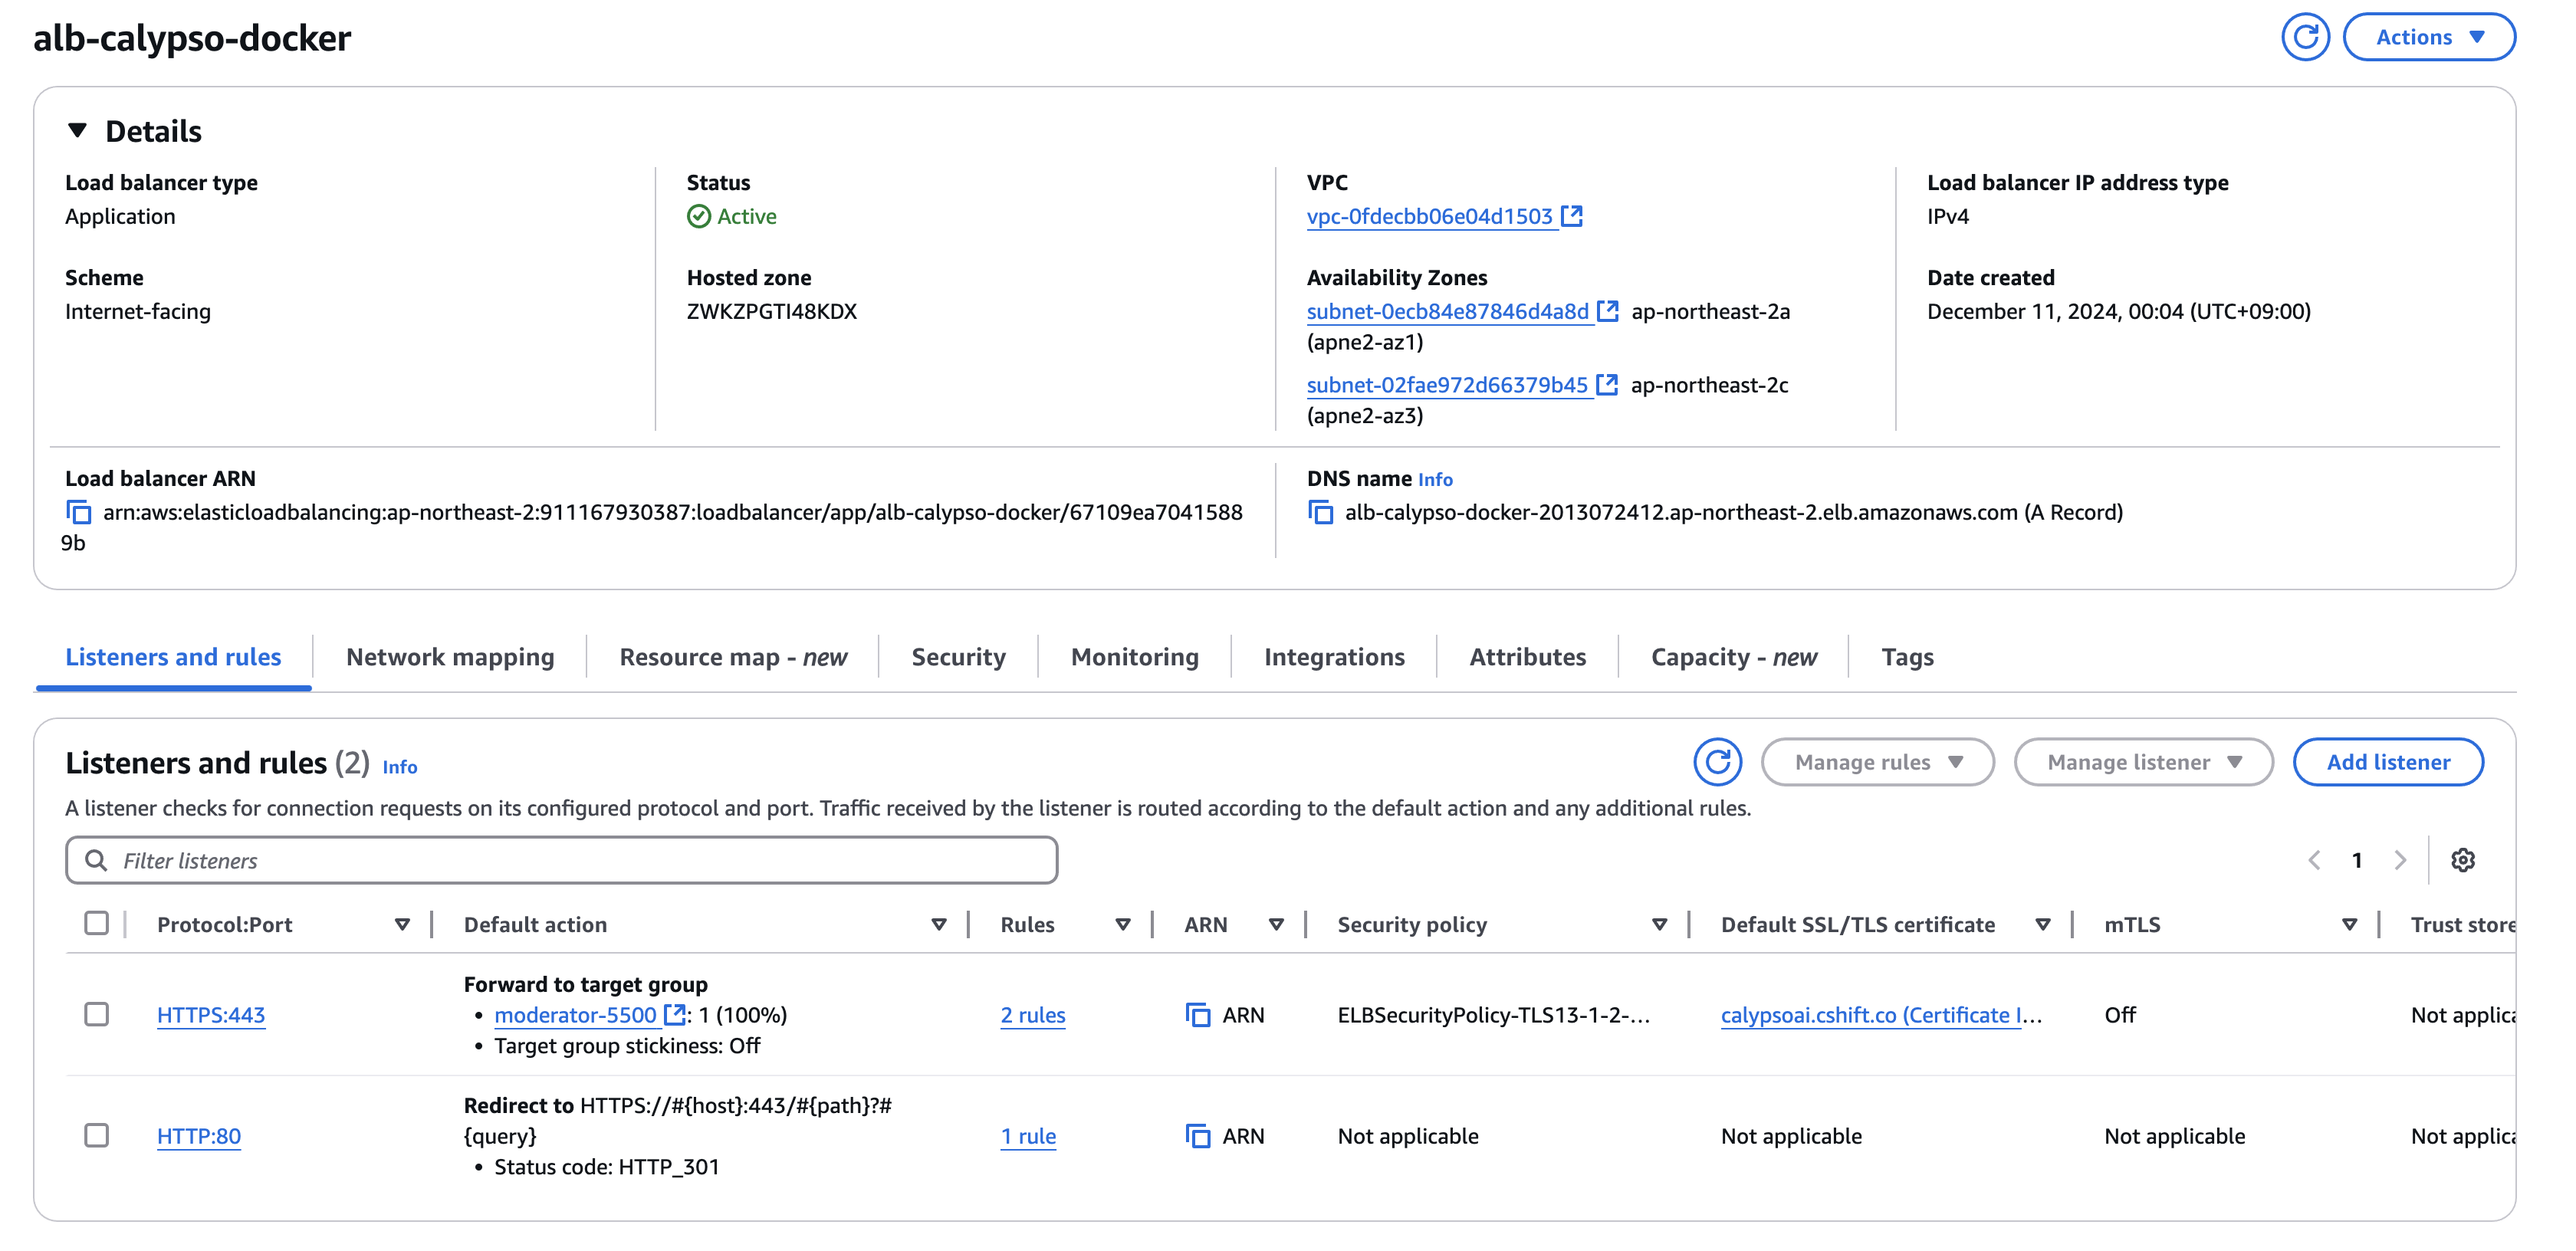 alb-calypso-docker
Actions
Details
Load balancer type
Application
Status
Active
VPC
vpc-0fdecbb06e04d1503
Load balancer IP address type
IPv4
Scheme
Internet-facing
Hosted zone
ZWKZPGTI48KDX
Availability Zones
subnet-0ecb84e87846d4a8d ap-northeast-2a
(apne2-az1)
subnet-02fae972d66379b45 ap-northeast-2c
(apne2-az3)
Date created
December 11, 2024, 00:04 (UTC+09:00)
Load balancer ARN
arn:aws:elasticloadbalancing:ap-northeast-2:911167930387:loadbalancer/app/alb-calypso-docker/67109ea7041588
9b
DNS name Info
alb-calypso-docker-2013072412.ap-northeast-2.elb.amazonaws.com (A Record)
Listeners and rules Network mapping Resource map - new Security Monitoring Integrations Attributes Capacity - new Tags
Listeners and rules (2) Info
Manage rules Manage listener Add listener
A listener checks for connection requests on its configured protocol and port. Traffic received by the listener is routed according to the default action and any additional rules.
Filter listeners
1
Protocol:Port Default action Rules ARN Security policy Default SSL/TLS certificate mTLS Trust store
HTTPS:443
Forward to target group
• moderator-5500 : 1 (100%)
• Target group stickiness: Off
2 rules
ARN
ELBSecurityPolicy-TLS13-1-2-...
calypsoai.cshift.co (Certificate I...
Off
Not applica
HTTP:80
Redirect to HTTPS://#{host}:443/#{path}?#
{query}
• Status code: HTTP_301
1 rule
ARN
Not applicable
Not applicable
Not applicable
Not applica